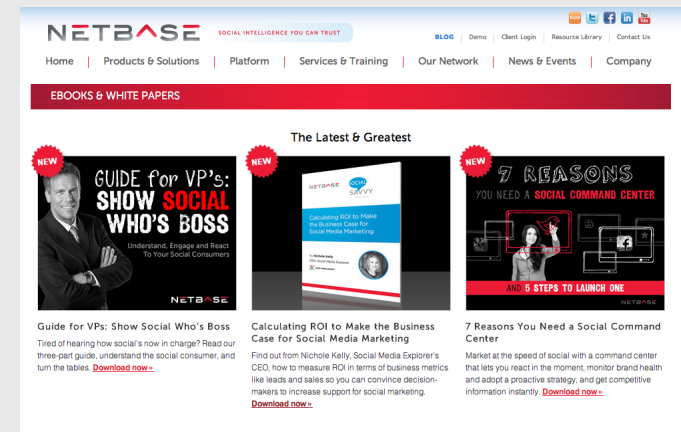 NETBASE
SOCIAL INTELLIGENCE YOU CAN TRUST
BLOG Demo Client Login Resource Library Contact Us
Home Products & Solutions Platform Services & Training Our Network News & Events Company
EBOOKS & WHITE PAPERS
The Latest & Greatest
NEW
GUIDE for VP's:
SHOW SOCIAL
WHO'S BOSS
Understand, Engage and React
To Your Social Consumers
NETBASE
Guide for VPs: Show Social Who's Boss
Tired of hearing how social's now in charge? Read our
three-part guide, understand the social consumer, and
turn the tables. Download now »
NEW
NETBASE
SOCIAL
SAVVY
Calculating ROI to Make
the Business Case for
Social Media Marketing
by Nichole Kelly
CEO, Social Media Explorer
Calculating ROI to Make the Business
Case for Social Media Marketing
Find out from Nichole Kelly, Social Media Explorer's
CEO, how to measure ROI in terms of business metrics
like leads and sales so you can convince decision-
makers to increase support for social marketing.
Download now »
NEW
7 REASONS
YOU NEED A SOCIAL COMMAND CENTER
AND 5 STEPS TO LAUNCH ONE
NETBASE
7 Reasons You Need a Social Command
Center
Market at the speed of social with a command center
that lets you react in the moment, monitor brand health
and adopt a proactive strategy, and get competitive
information instantly. Download now »